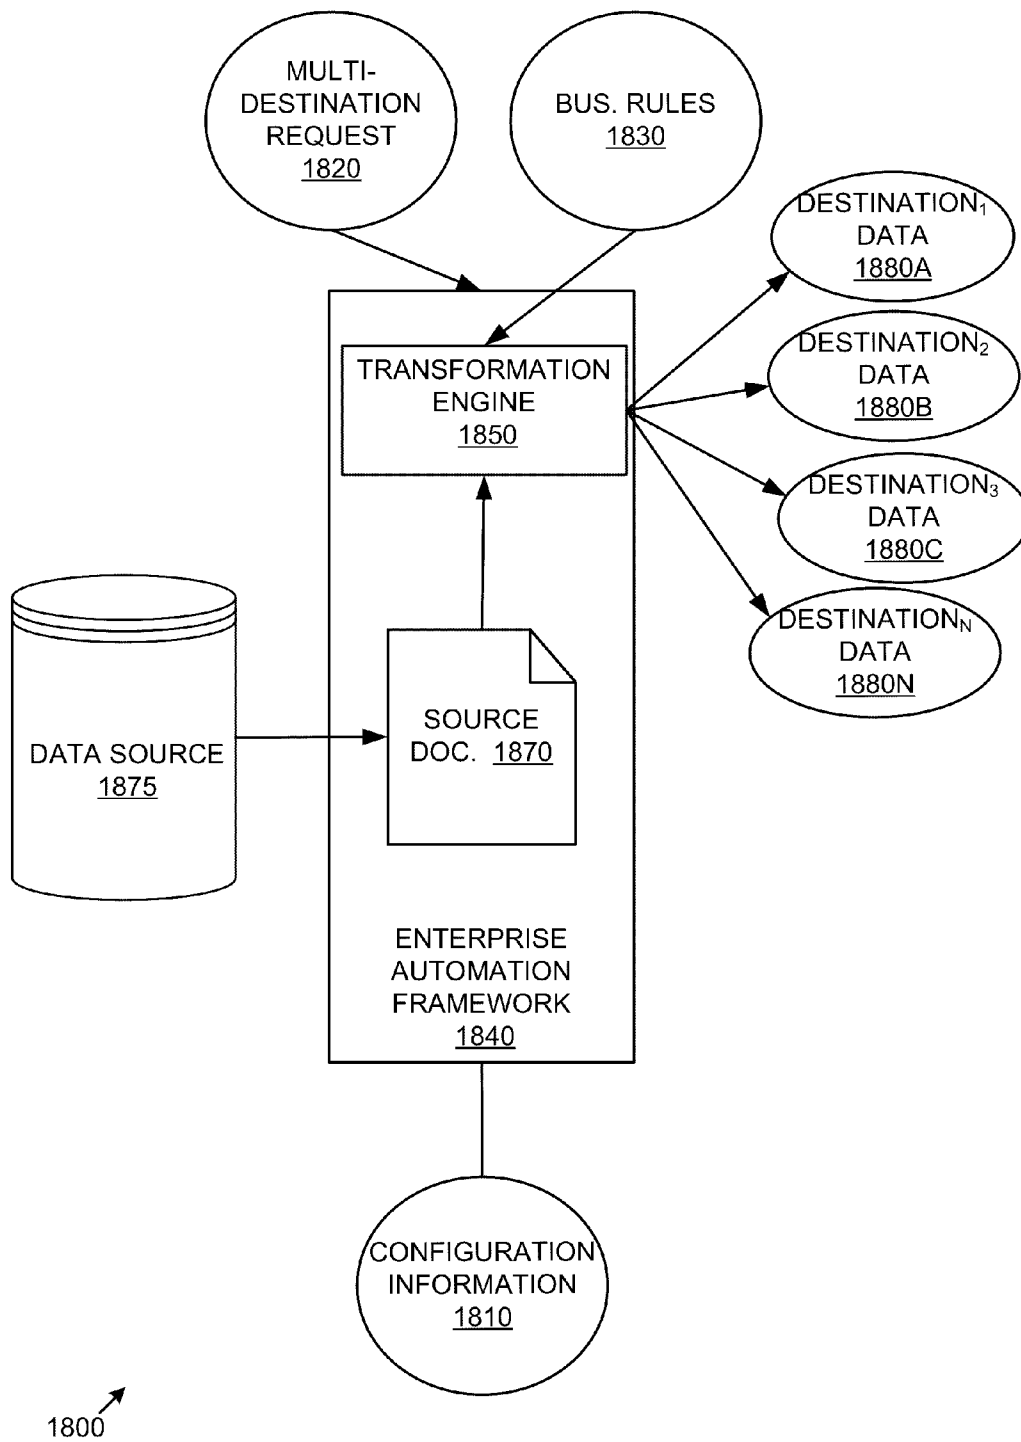 MULTI-
DESTINATION
REQUEST
1820
BUS. RULES
1830
DESTINATION₁
DATA
1880A
DESTINATION₂
DATA
1880B
DESTINATION₃
DATA
1880C
DESTINATIONN
DATA
1880N
TRANSFORMATION
ENGINE
1850
SOURCE
DOC. 1870
DATA SOURCE
1875
ENTERPRISE
AUTOMATION
FRAMEWORK
1840
CONFIGURATION
INFORMATION
1810
1800